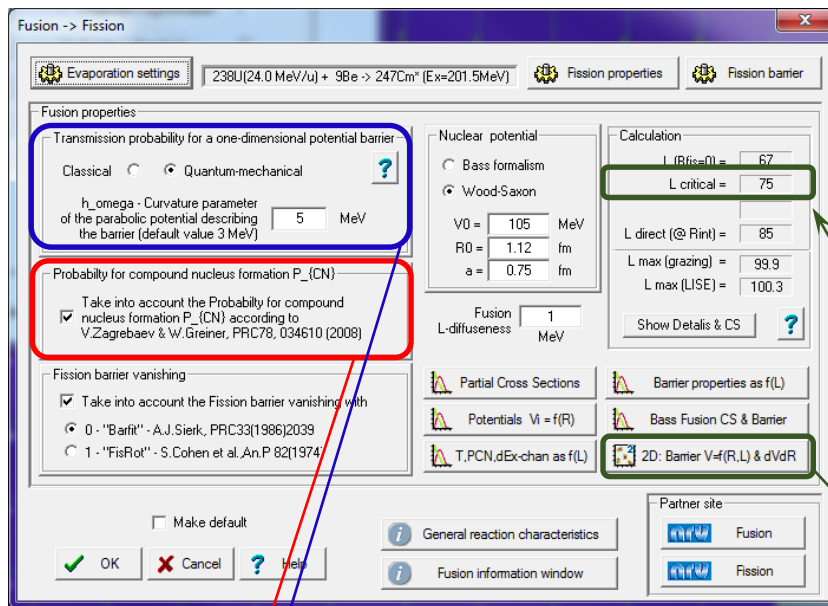 Fusion -> Fission
Evaporation settings
238U(24.0 MeV/u) + 9Be -> 247Cm* (Ex=201.5MeV)
Fission properties
Fission barrier
Fusion properties
Transmission probability for a one-dimensional potential barrier
Classical
Quantum-mechanical
?
h_omega - Curvature parameter
of the parabolic potential describing
the barrier (default value 3 MeV)
5 MeV
Probabilty for compound nucleus formation P_{CN}
Take into account the Probabilty for compound
nucleus formation P_{CN} according to
V.Zagrebaev & W.Greiner, PRC78, 034610 (2008)
Fission barrier vanishing
Take into account the Fission barrier vanishing with
0 - "Barfit" - A.J.Sierk, PRC33(1986)2039
1 - "FisRot" - S.Cohen et al.,An.P 82(1974)
Nuclear potential
Bass formalism
Wood-Saxon
V0 = 105 MeV
R0 = 1.12 fm
a = 0.75 fm
Fusion
L-diffuseness
1
MeV
Calculation
L (Bfis=0) = 67
L critical = 75
L direct (@ Rint) = 85
L max (grazing) = 99.9
L max (LISE) = 100.3
Show Detalis & CS
?
Partial Cross Sections
Barrier properties as f(L)
Potentials Vi = f(R)
Bass Fusion CS & Barrier
T,PCN,dEx-chan as f(L)
2D: Barrier V=f(R,L) & dVdR
Make default
OK
Cancel
? Help
General reaction characteristics
Fusion information window
Partner site
nrv Fusion
nrv Fission